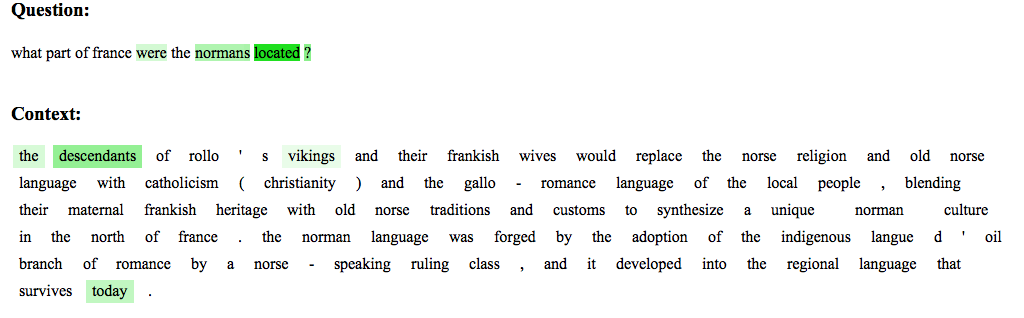 Question:
what part of france were the normans located ?
Context:
the descendants of rollo ' s vikings and their frankish wives would replace the norse religion and old norse
language with catholicism ( christianity ) and the gallo - romance language of the local people , blending
their maternal frankish heritage with old norse traditions and customs to synthesize a unique norman culture
in the north of france . the norman language was forged by the adoption of the indigenous langue d ' oil
branch of romance by a norse - speaking ruling class , and it developed into the regional language that
survives today .